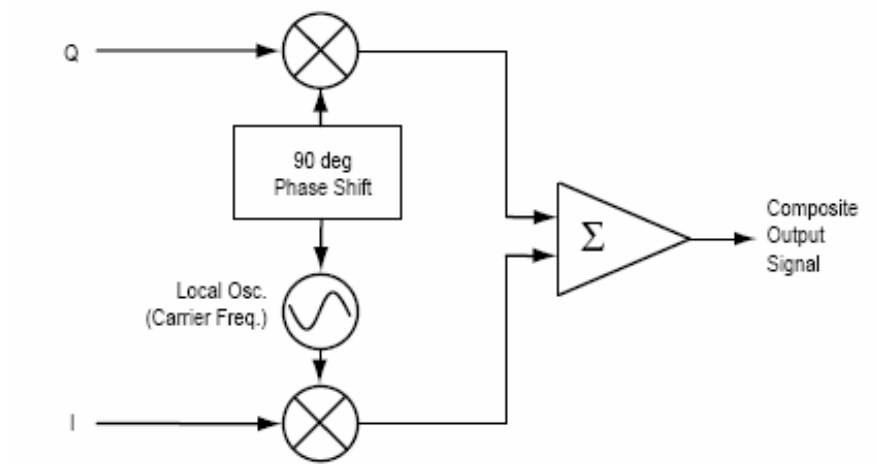 Q
90 deg
Phase Shift
Local Osc.
(Carrier Freq.)
I
Σ
Composite
Output
Signal